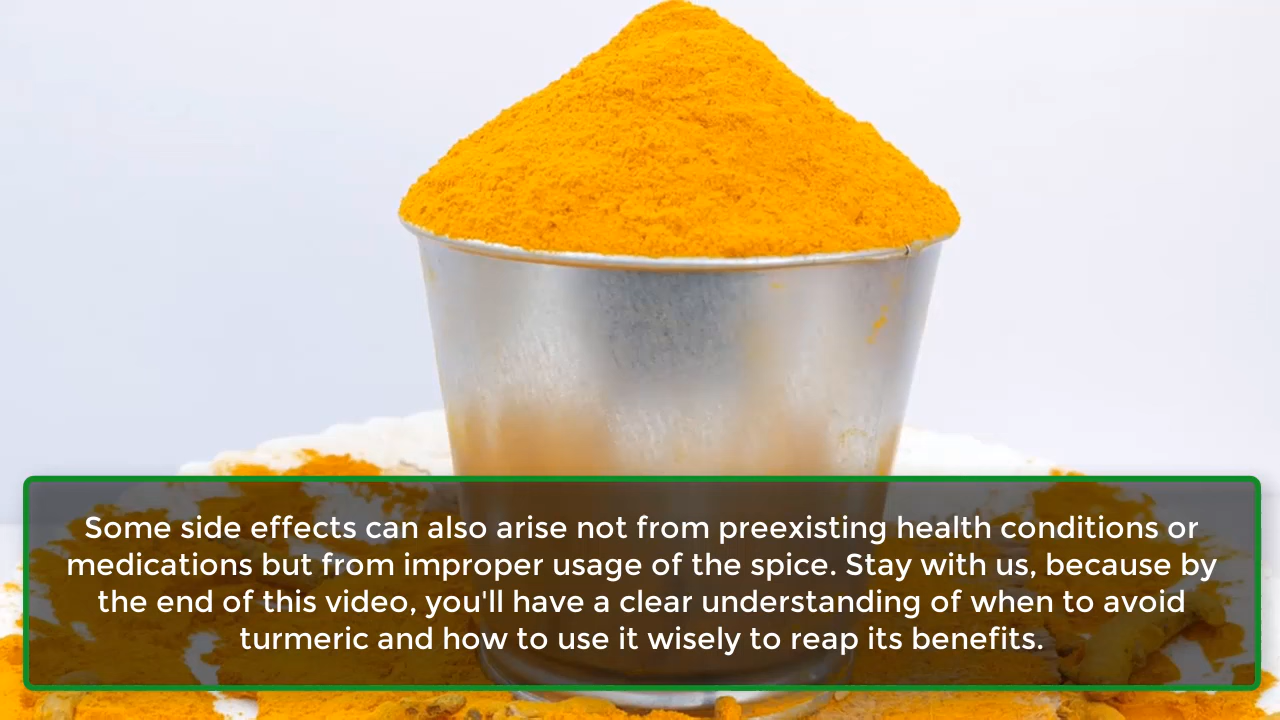 Some side effects can also arise not from preexisting health conditions or
medications but from improper usage of the spice. Stay with us, because by
the end of this video, you'll have a clear understanding of when to avoid
turmeric and how to use it wisely to reap its benefits.